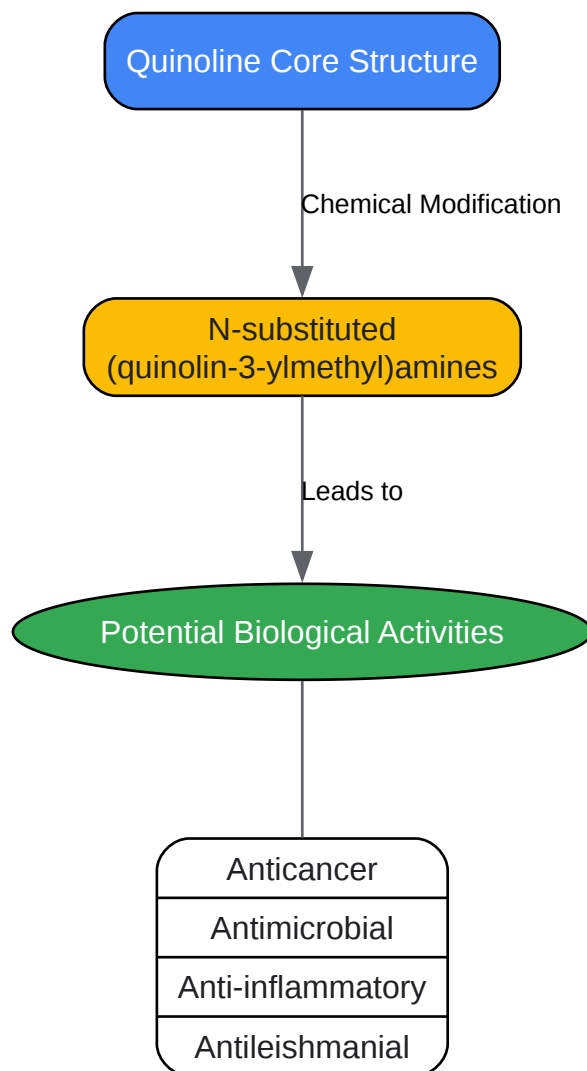 Quinoline Core Structure
Chemical Modification
N-substituted
(quinolin-3-ylmethyl)amines
Leads to
Potential Biological Activities
Anticancer
Antimicrobial
Anti-inflammatory
Antileishmanial